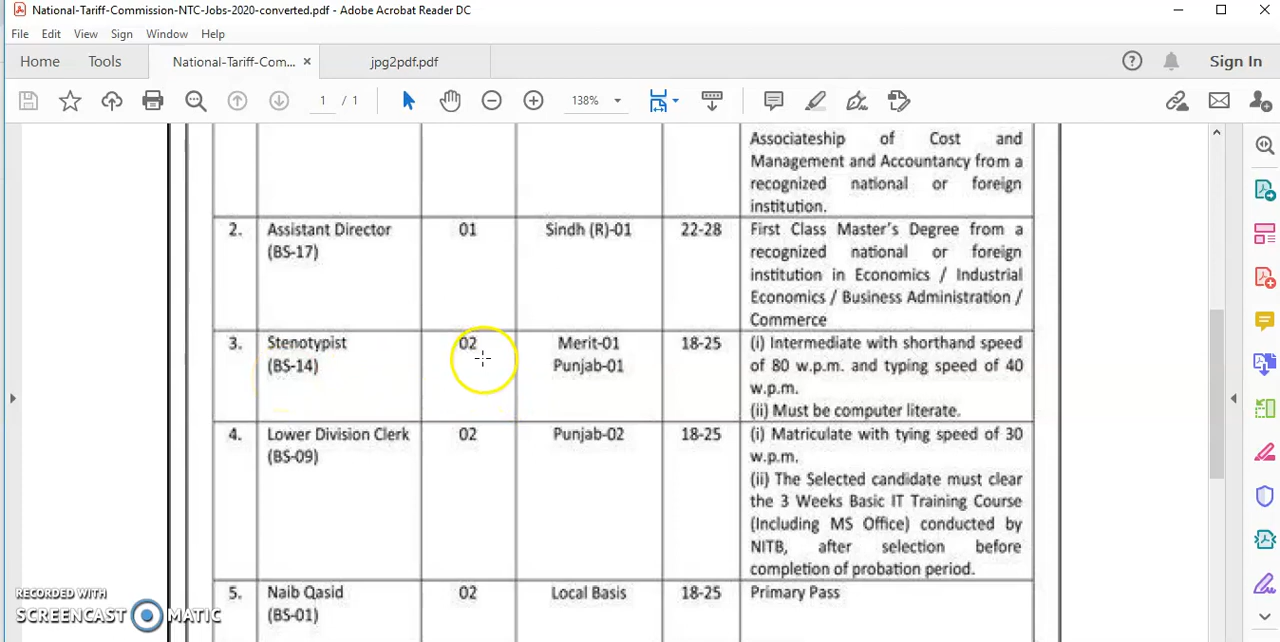 National-Tariff-Commission-NTC-Jobs-2020-converted.pdf - Adobe Acrobat Reader DC
File Edit View Sign Window Help
Home Tools National-Tariff-Com... × jpg2pdf.pdf Sign In
1 / 1 138%
Associateship of Cost and
Management and Accountancy from a
recognized national or foreign
institution.
2. Assistant Director 01 Sindh (R)-01 22-28 First Class Master's Degree from a
(BS-17) recognized national or foreign
institution in Economics / Industrial
Economics / Business Administration /
Commerce
3. Stenotypist 02 Merit-01 18-25 (i) Intermediate with shorthand speed
(BS-14) Punjab-01 of 80 w.p.m. and typing speed of 40
w.p.m.
(ii) Must be computer literate.
4. Lower Division Clerk 02 Punjab-02 18-25 (i) Matriculate with tying speed of 30
(BS-09) w.p.m.
(ii) The Selected candidate must clear
the 3 Weeks Basic IT Training Course
(Including MS Office) conducted by
NITB, after selection before
completion of probation period.
5. Naib Qasid 02 Local Basis 18-25 Primary Pass
(BS-01)
RECORDED WITH
SCREENCAST MATIC